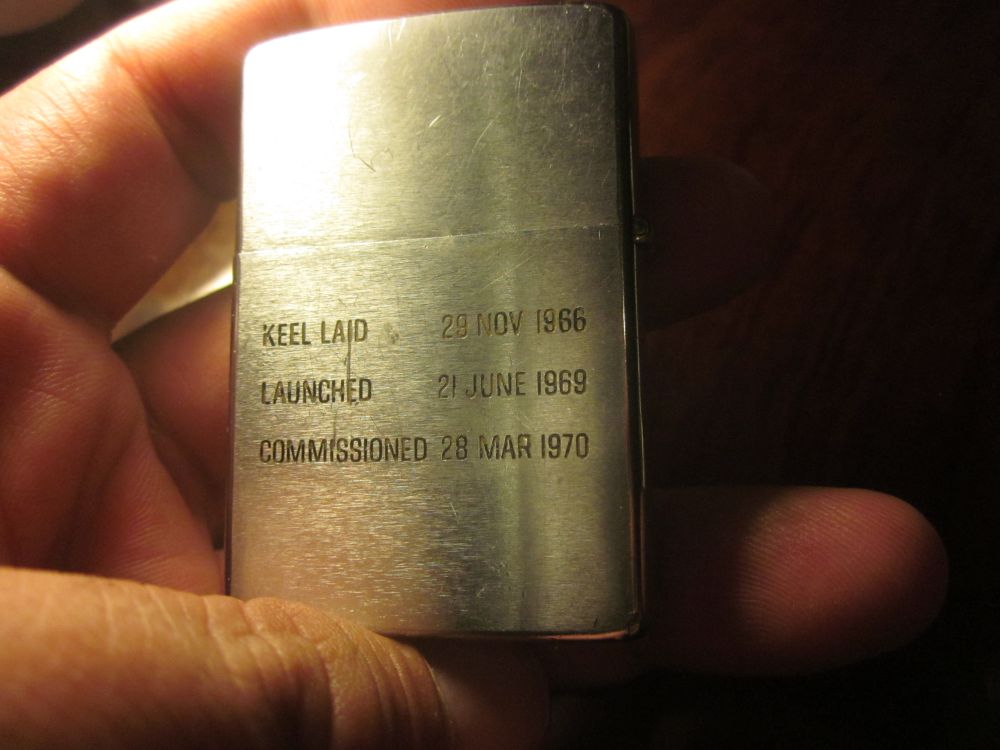 KEEL LAID 29 NOV 1966
LAUNCHED 21 JUNE 1969
COMMISSIONED 28 MAR 1970